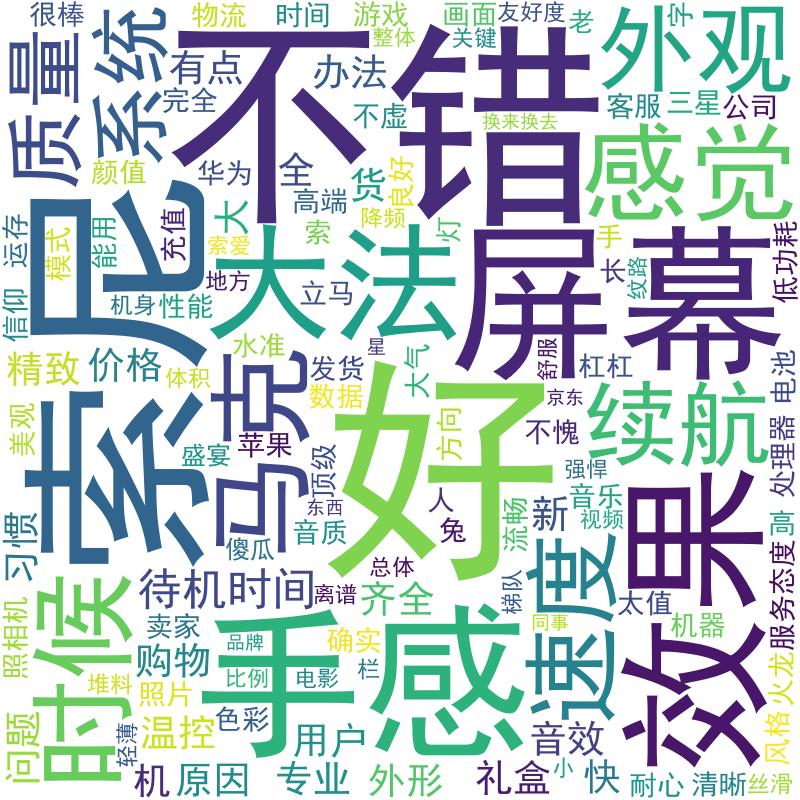 很棒
物流
时间
游戏
画面
友好度
老
字
质量
系统
不错
外观
整体
关键
有点
办法
完全
不虚
换来换去
客服
三星
公司
颜值
华为
全
货
良好
感觉
高端
降频
索尼
运存
模式
能用
充值
大
索爱
索
灯
大法
屏幕
手
长
纹路
低功耗
信仰
机身
性能
地方
立马
精致
价格
体积
水准
发货
星
大气
舒服
杠杠
数据
马克
美观
盛宴
苹果
顶级
好
方向
京东
不愧
续航
处理器
电池
东西
音质
人
兔
流畅
强悍
新
音乐
视频
效果
高
习惯
傻瓜
总体
待机时间
离谱
齐全
梯队
速度
太值
服务态度
时候
照相机
卖家
购物
手感
品牌
比例
电影
确实
栏
同事
机器
火龙
堆料
照片
色彩
问题
轻薄
温控
用户
音效
风格
机
原因
专业
外形
礼盒
小
快
耐心
清晰
丝滑